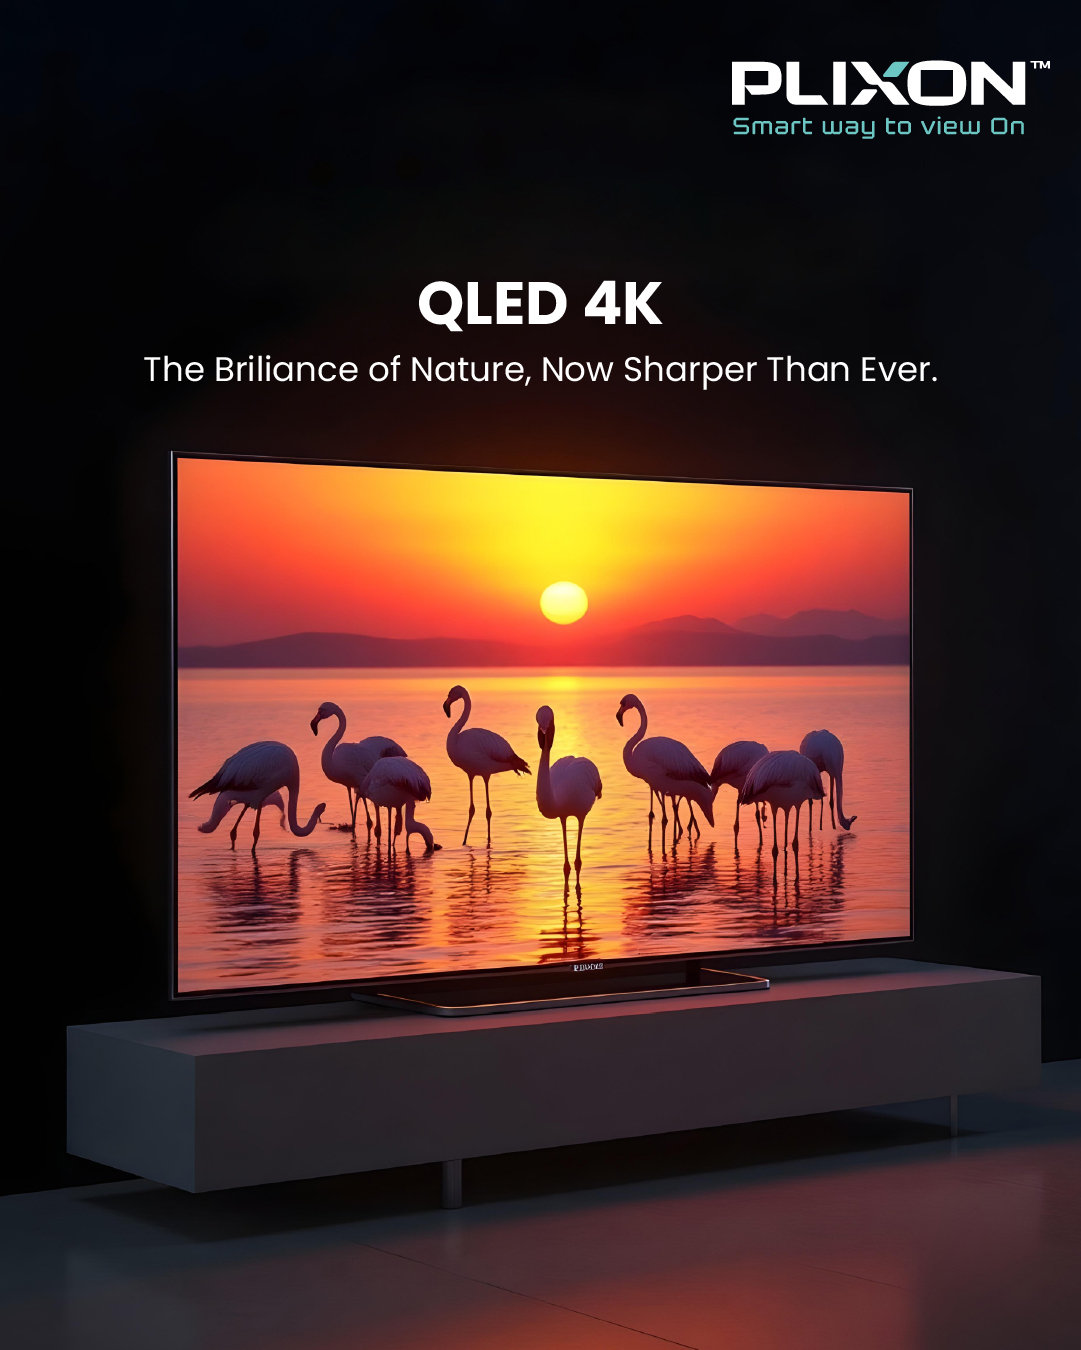 PLIXON™
Smart way to view On
QLED 4K
The Briliance of Nature, Now Sharper Than Ever.